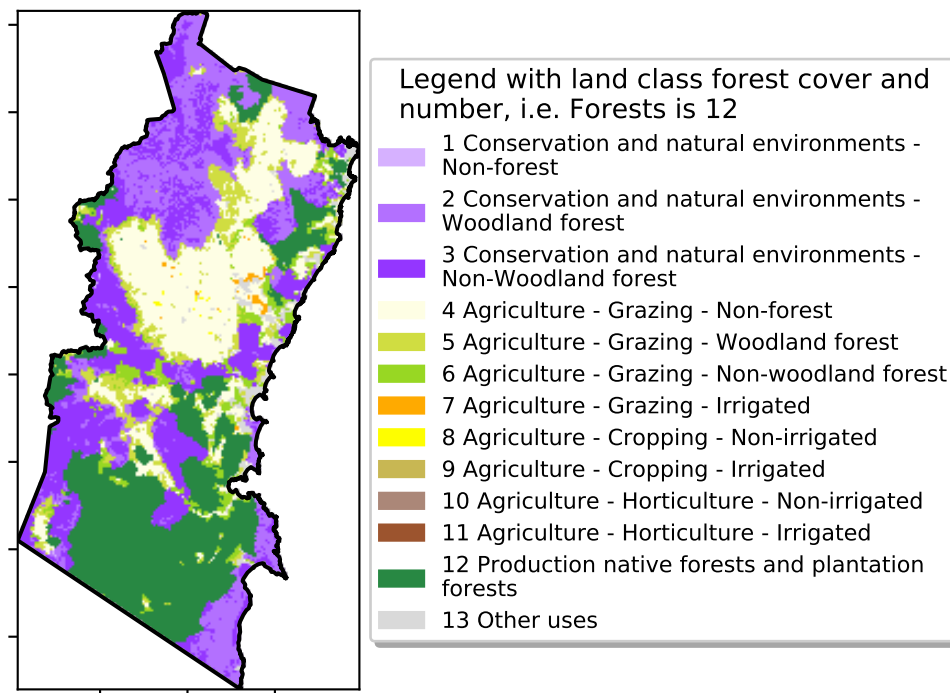 Legend with land class forest cover and
number, i.e. Forests is 12
1 Conservation and natural environments -
Non-forest
2 Conservation and natural environments -
Woodland forest
3 Conservation and natural environments -
Non-Woodland forest
4 Agriculture - Grazing - Non-forest
5 Agriculture - Grazing - Woodland forest
6 Agriculture - Grazing - Non-woodland forest
7 Agriculture - Grazing - Irrigated
8 Agriculture - Cropping - Non-irrigated
9 Agriculture - Cropping - Irrigated
10 Agriculture - Horticulture - Non-irrigated
11 Agriculture - Horticulture - Irrigated
12 Production native forests and plantation
forests
13 Other uses